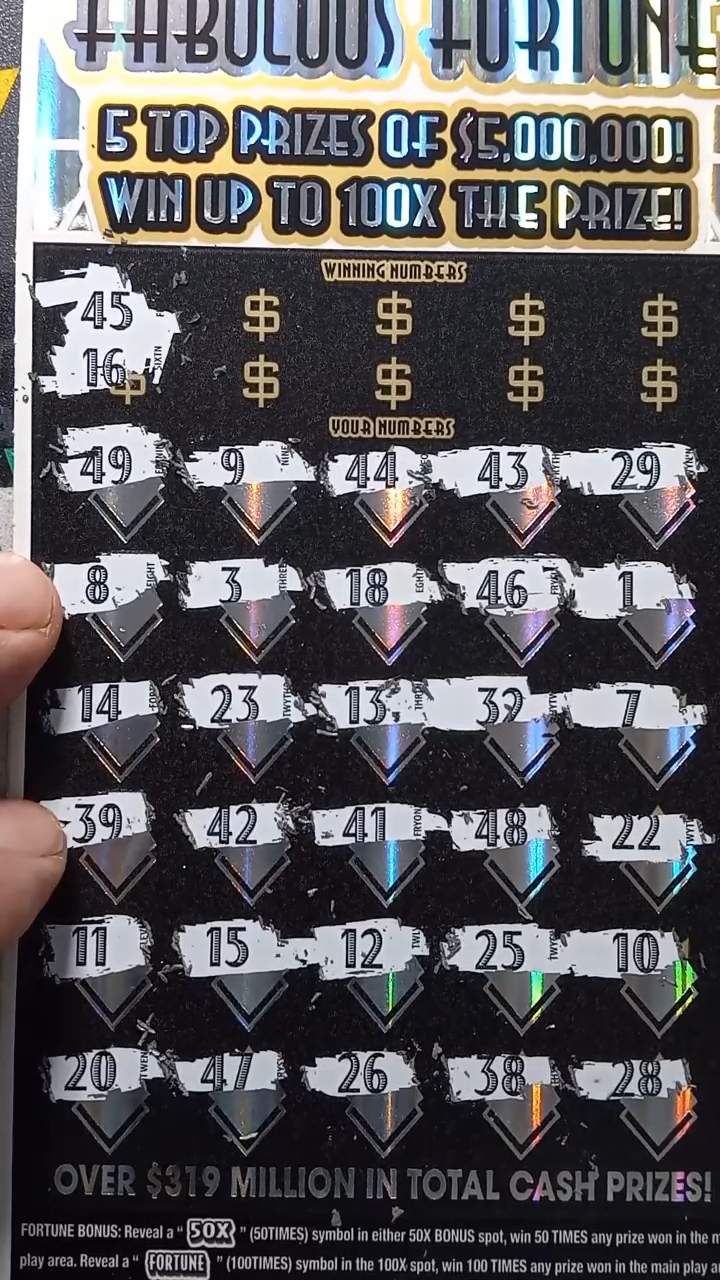 FABULOUS FORTUNE
5 TOP PRIZES OF $5,000,000!
WIN UP TO 100X THE PRIZE!
WINNING NUMBERS
45 $ $ $ $
16 $ $ $ $ $
YOUR NUMBERS
49 9 44 43 29
8 3 18 46 1
EIGHT THREE
14 23 13 32 7
39 42 41 48 22
11 15 12 25 10
20 47 26 38 28
OVER $319 MILLION IN TOTAL CASH PRIZES!
FORTUNE BONUS: Reveal a "50X" (50TIMES) symbol in either 50X BONUS spot, win 50 TIMES any prize won in the
play area. Reveal a "FORTUNE" (100TIMES) symbol in the 100X spot, win 100 TIMES any prize won in the main play